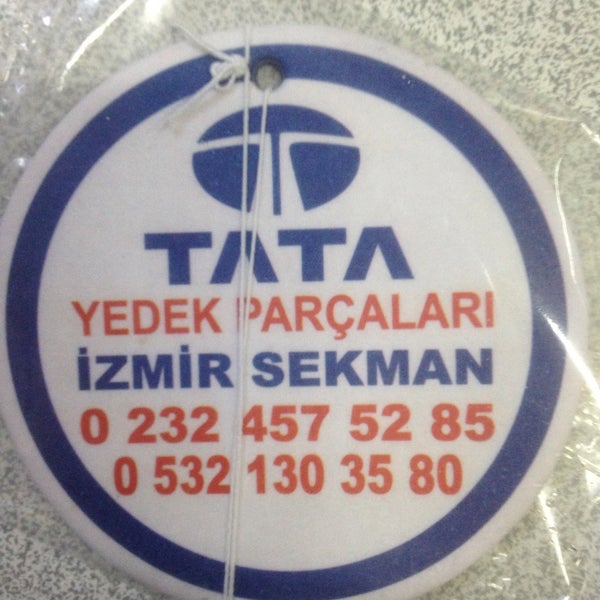 TATA
YEDEK PARÇALARI
İZMİR SEKMAN
0 232 457 52 85
0 532 130 35 80